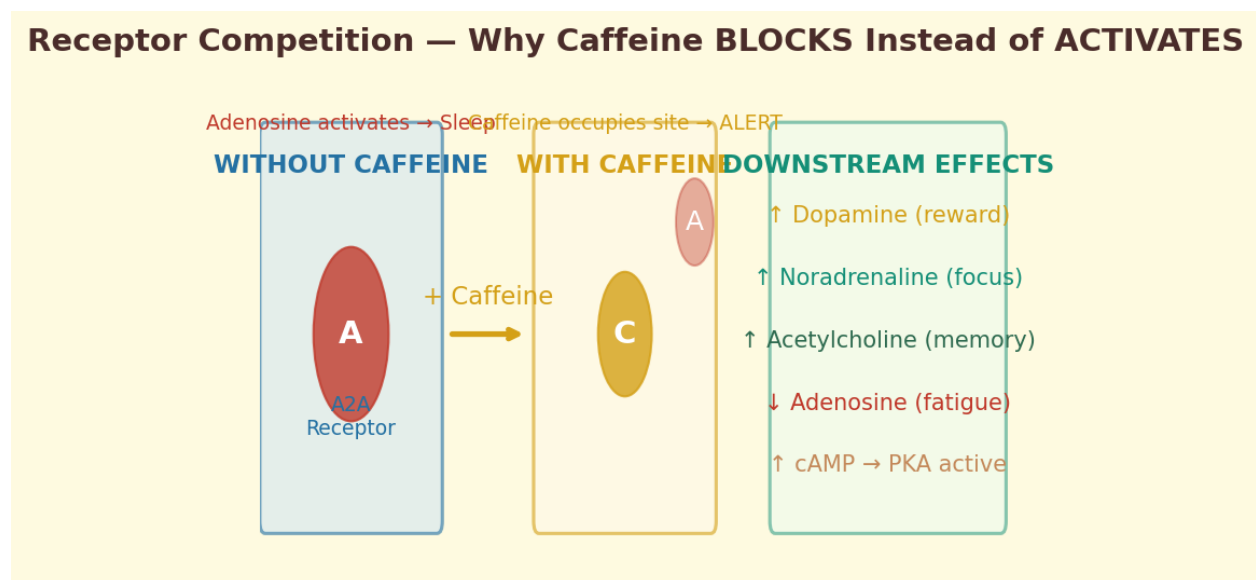 Receptor Competition — Why Caffeine BLOCKS Instead of ACTIVATES
Adenosine activates → Sleep
Caffeine occupies site → ALERT
WITHOUT CAFFEINE
WITH CAFFEINE
DOWNSTREAM EFFECTS
A
↑ Dopamine (reward)
↑ Noradrenaline (focus)
+ Caffeine
A
C
↑ Acetylcholine (memory)
A2A
Receptor
↓ Adenosine (fatigue)
↑ cAMP → PKA active